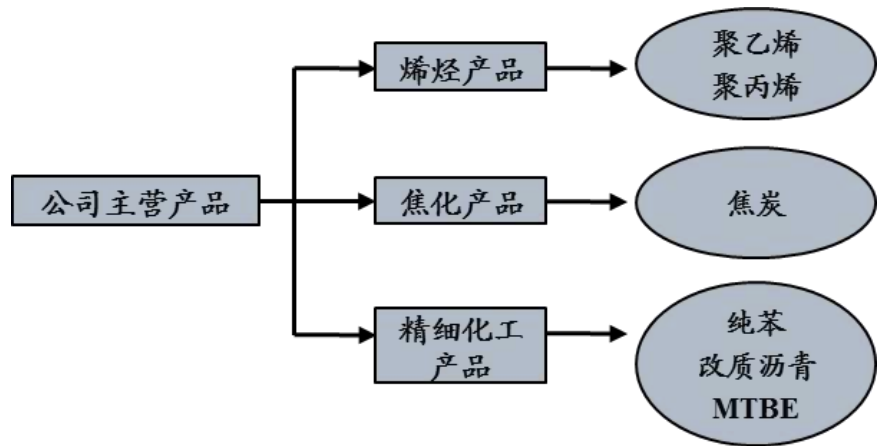 公司主营产品
烯烃产品
聚乙烯
聚丙烯
焦化产品
焦炭
精细化工
产品
纯苯
改质沥青
MTBE